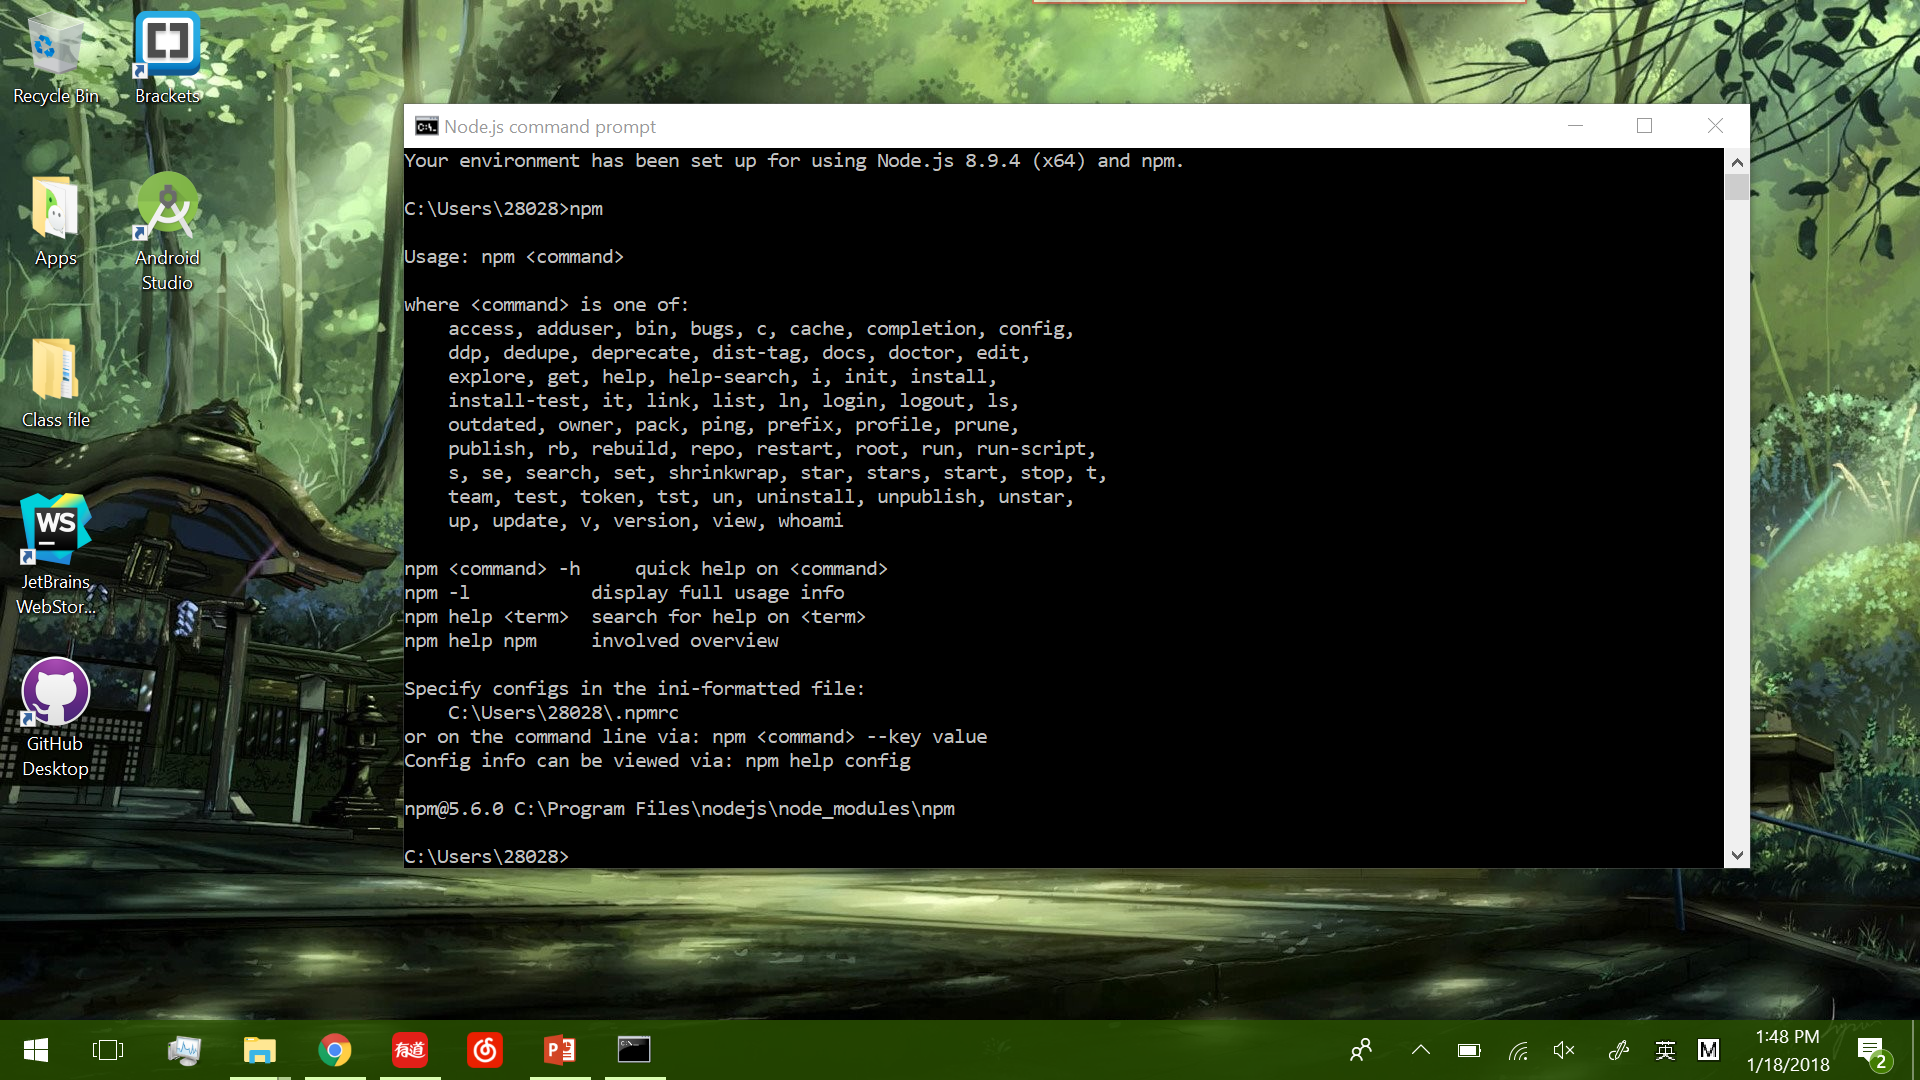 Recycle Bin
Brackets
Apps
Android
Studio
Class file
WS
JetBrains
WebStor...
GitHub
Desktop
C:\.
Node.js command prompt
Your environment has been set up for using Node.js 8.9.4 (x64) and npm.
C:\Users\28028>npm
Usage: npm <command>
where <command> is one of:
access, adduser, bin, bugs, c, cache, completion, config,
ddp, dedupe, deprecate, dist-tag, docs, doctor, edit,
explore, get, help, help-search, i, init, install,
install-test, it, link, list, ln, login, logout, ls,
outdated, owner, pack, ping, prefix, profile, prune,
publish, rb, rebuild, repo, restart, root, run, run-script,
s, se, search, set, shrinkwrap, star, stars, start, stop, t,
team, test, token, tst, un, uninstall, unpublish, unstar,
up, update, v, version, view, whoami
npm <command> -h     quick help on <command>
npm -l           display full usage info
npm help <term>  search for help on <term>
npm help npm     involved overview
Specify configs in the ini-formatted file:
C:\Users\28028\.npmrc
or on the command line via: npm <command> --key value
Config info can be viewed via: npm help config
npm@5.6.0 C:\Program Files\nodejs\node_modules\npm
C:\Users\28028>
有道
P
英
M
1:48 PM
1/18/2018
2